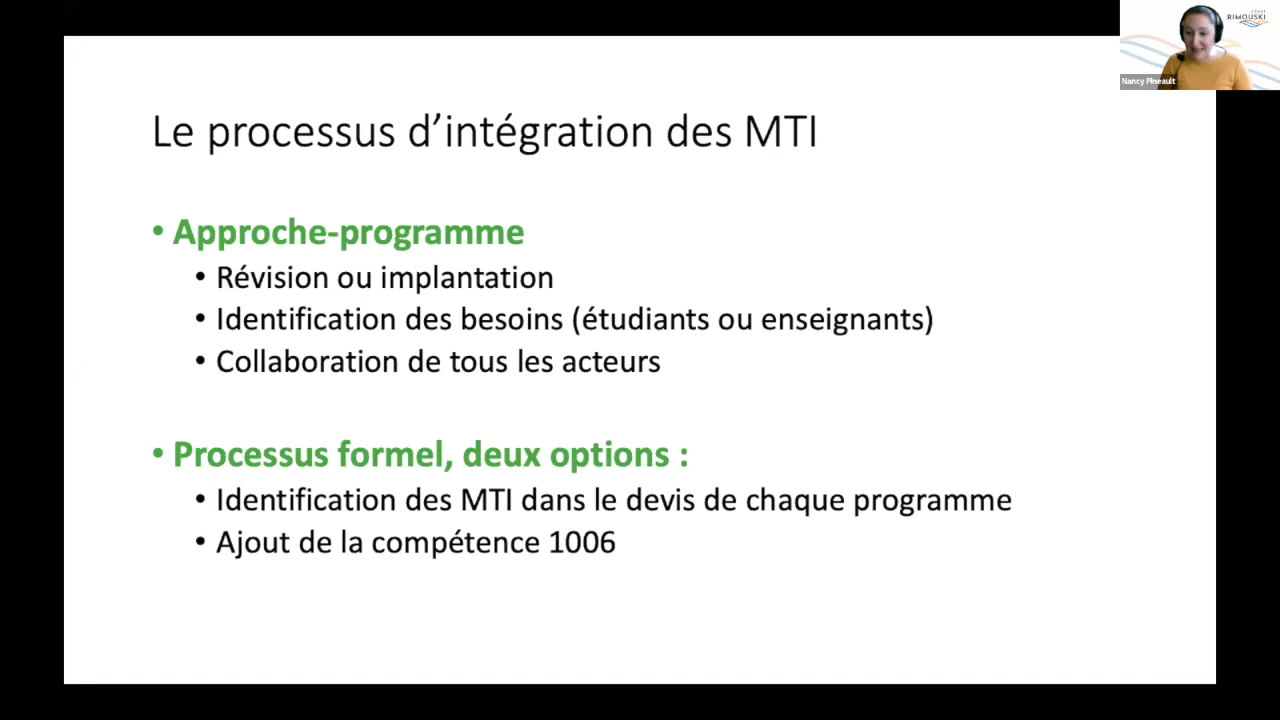 CÉGEP
RIMOUSKI
Nancy Pineault
Le processus d’intégration des MTI
• Approche-programme
• Révision ou implantation
• Identification des besoins (étudiants ou enseignants)
• Collaboration de tous les acteurs
• Processus formel, deux options :
• Identification des MTI dans le devis de chaque programme
• Ajout de la compétence 1006